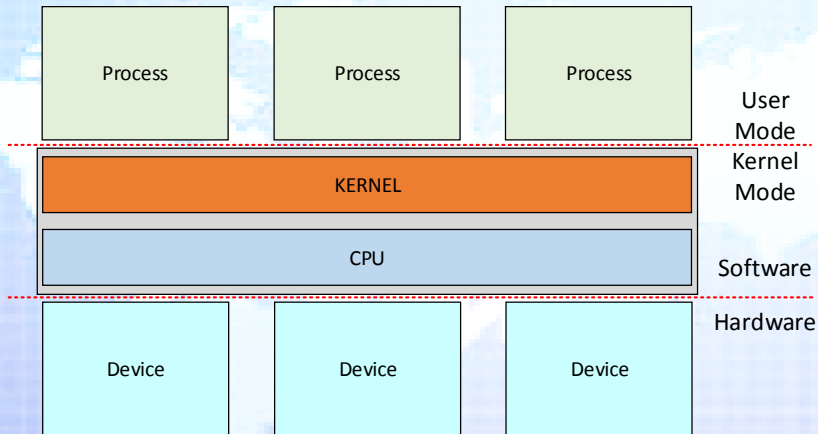 Process
Process
Process
User
Mode
Kernel
Mode
KERNEL
CPU
Software
Hardware
Device
Device
Device